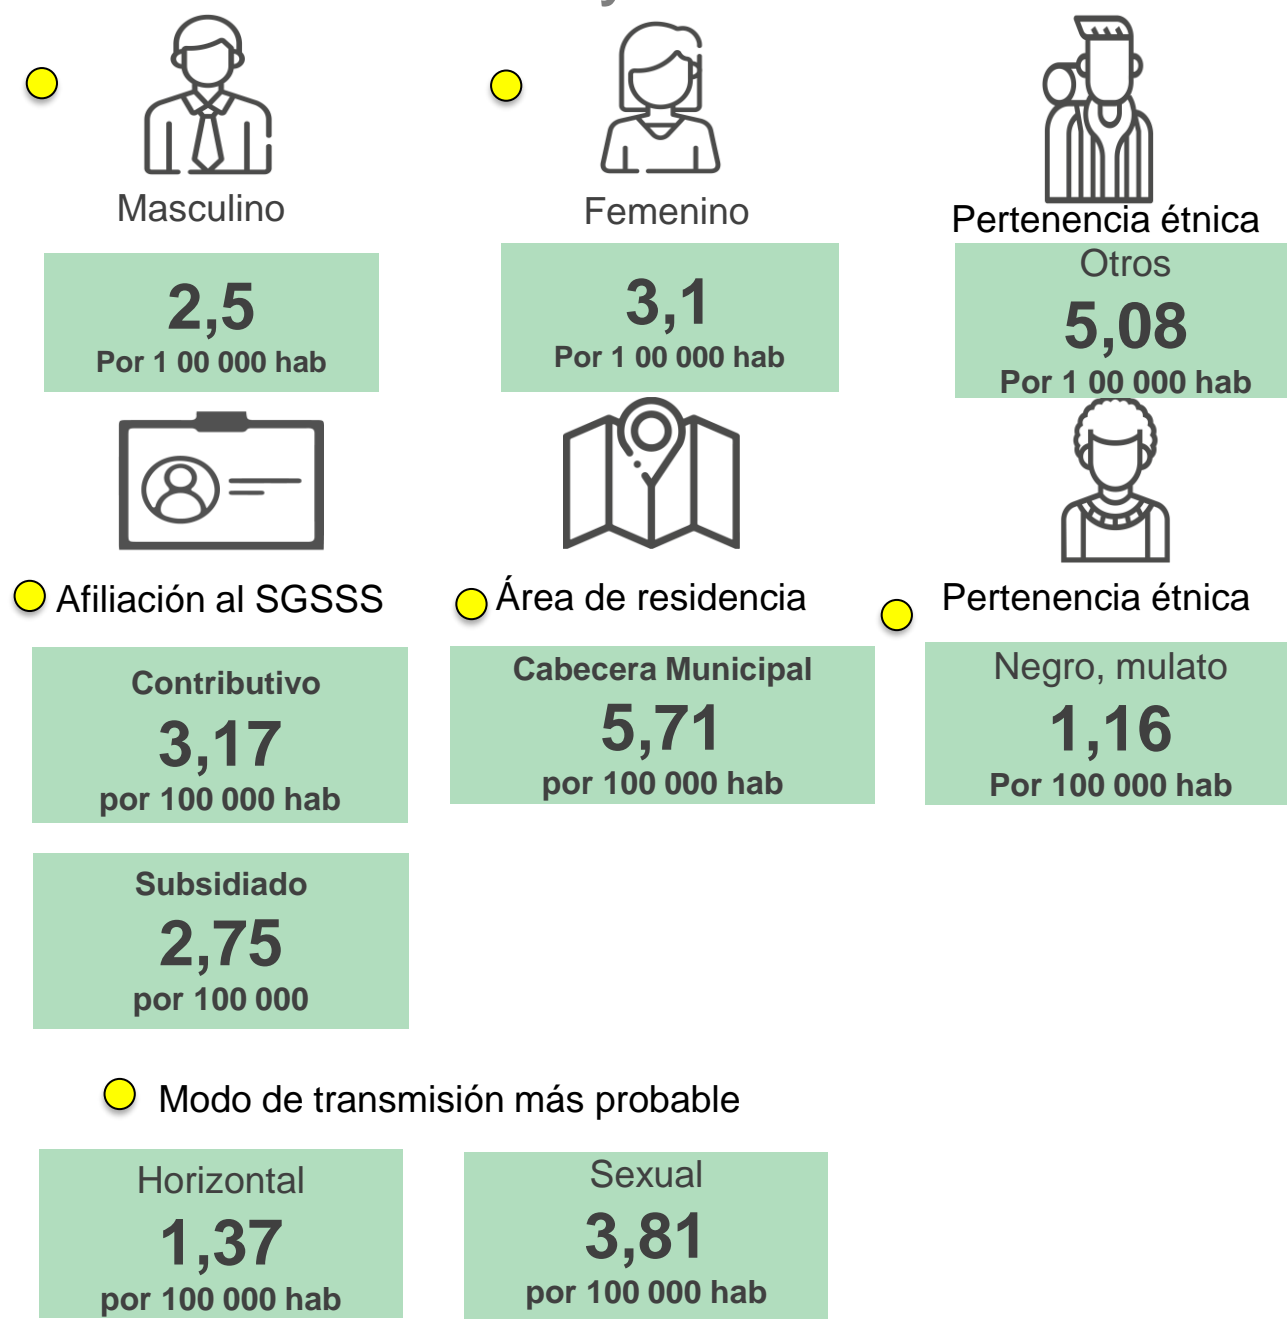 Masculino
2,5
Por 1 00 000 hab
Femenino
3,1
Por 1 00 000 hab
Pertenencia étnica
Otros
5,08
Por 1 00 000 hab
Afiliación al SGSSS
Contributivo
3,17
por 100 000 hab
Subsidiado
2,75
por 100 000
Área de residencia
Cabecera Municipal
5,71
por 100 000 hab
Pertenencia étnica
Negro, mulato
1,16
Por 100 000 hab
Modo de transmisión más probable
Horizontal
1,37
por 100 000 hab
Sexual
3,81
por 100 000 hab